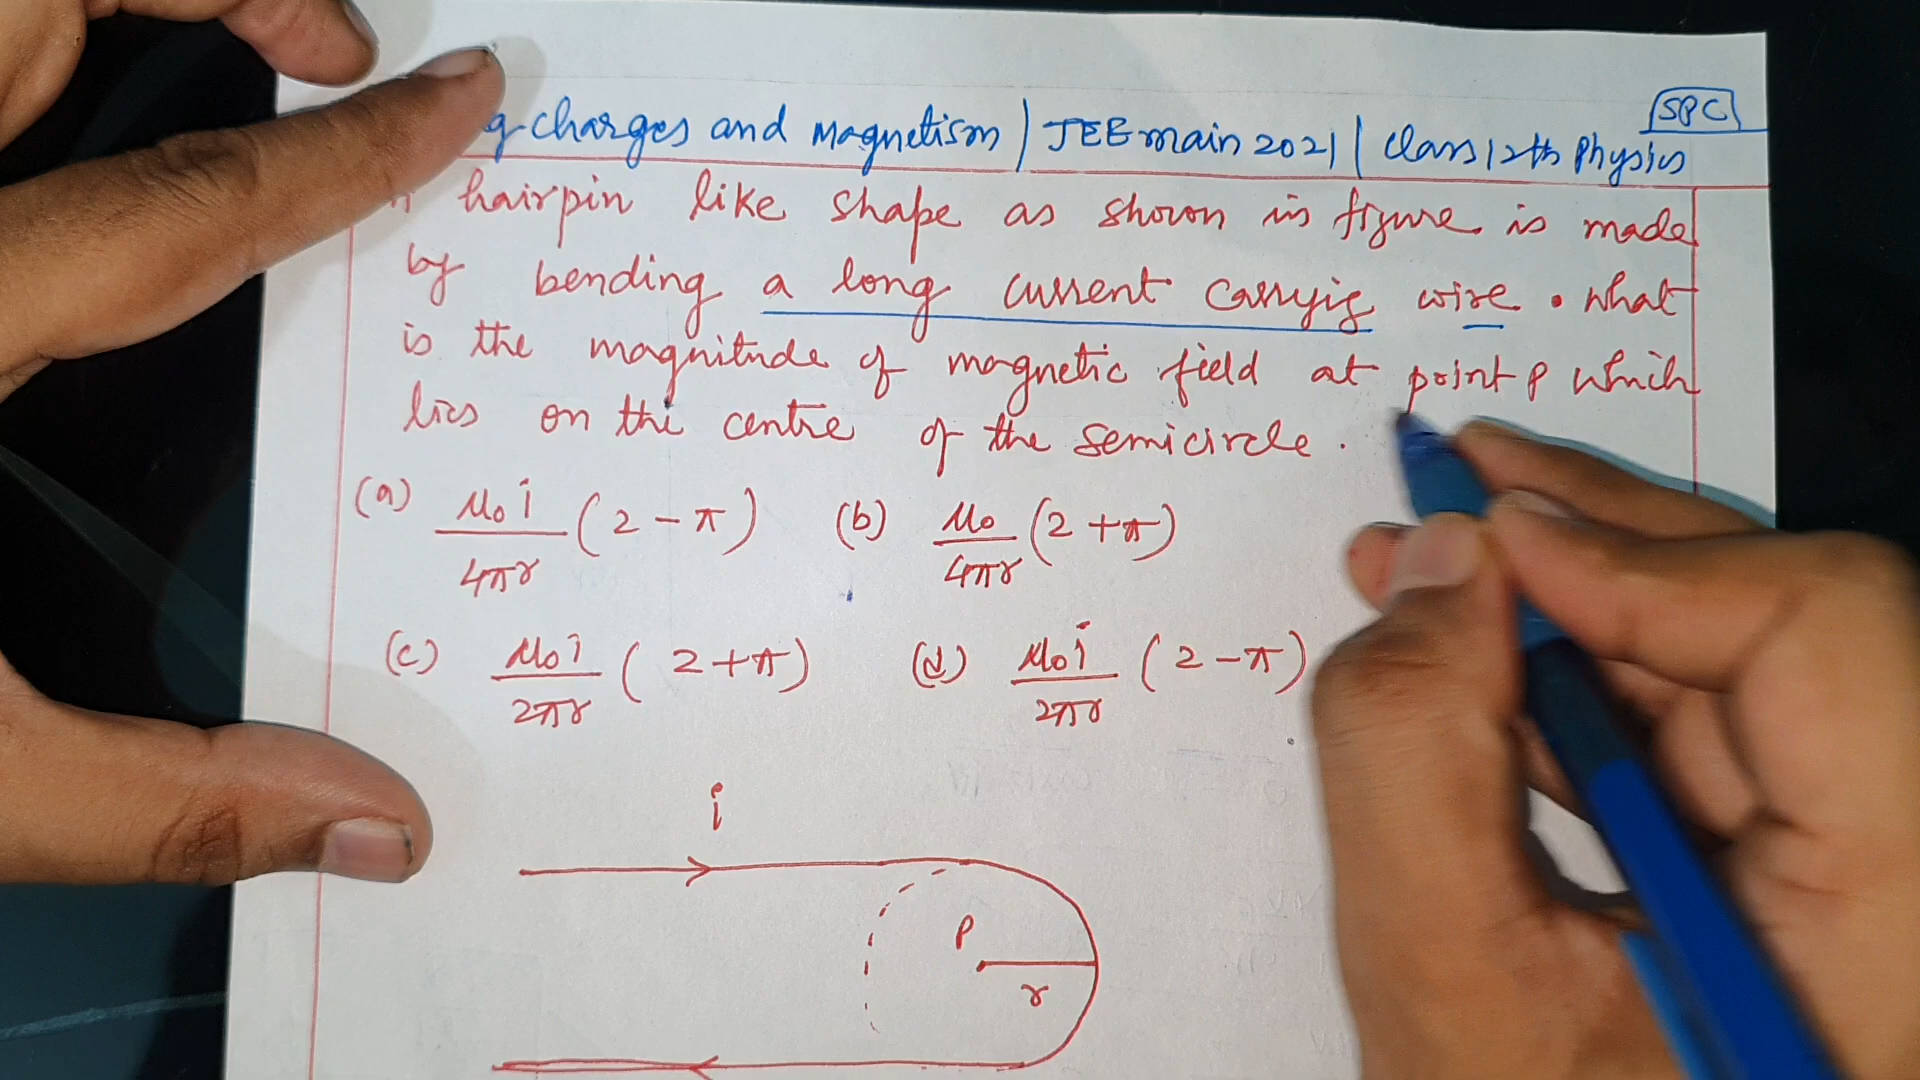 SPC
charges and magnetism | JEE main 2021 | Class 12th Physics
hairpin like shape as shown in figure is made
by bending a long current carryig wire . what
is the magnitude of magnetic field at point P which
lies on the centre of the semicircle .
(a) μ₀i/4πr (2 - π) (b) μ₀/4πr (2 + π)
(c) μ₀i/2πr (2 + π) (d) μ₀i/2πr (2 - π)
i
P
r